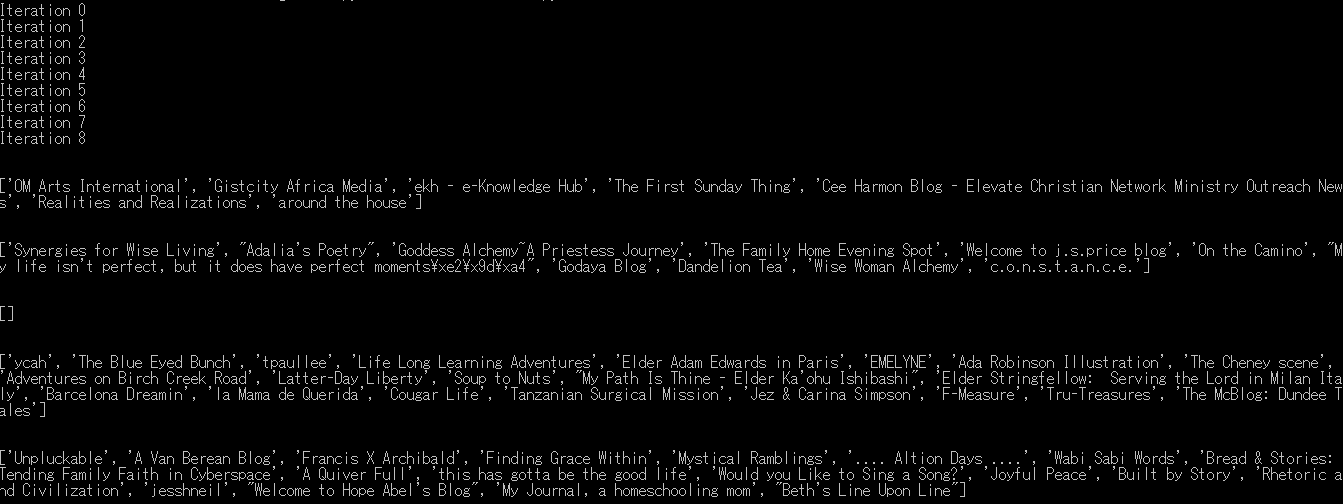 Iteration 0
Iteration 1
Iteration 2
Iteration 3
Iteration 4
Iteration 5
Iteration 6
Iteration 7
Iteration 8
['OM Arts International', 'Gistcity Africa Media', 'ekh - e-Knowledge Hub', 'The First Sunday Thing', 'Cee Harmon Blog - Elevate Christian Network Ministry Outreach New
s', 'Realities and Realizations', 'around the house']
['Synergies for Wise Living', "Adalia's Poetry", 'Goddess Alchemy~A Priestess Journey', 'The Family Home Evening Spot', 'Welcome to j.s.price blog', 'On the Camino', "M
y life isn't perfect, but it does have perfect moments¥xe2¥x9d¥xa4", 'Godaya Blog', 'Dandelion Tea', 'Wise Woman Alchemy', 'c.o.n.s.t.a.n.c.e.']
[]
['ycah', 'The Blue Eyed Bunch', 'tpaullee', 'Life Long Learning Adventures', 'Elder Adam Edwards in Paris', 'EMELYNE', 'Ada Robinson Illustration', 'The Cheney scene',
'Adventures on Birch Creek Road', 'Latter-Day Liberty', 'Soup to Nuts', "My Path Is Thine - Elder Ka'ohu Ishibashi", 'Elder Stringfellow:  Serving the Lord in Milan Ita
ly', 'Barcelona Dreamin', 'la Mama de Querida', 'Cougar Life', 'Tanzanian Surgical Mission', 'Jez & Carina Simpson', 'F-Measure', 'Tru-Treasures', 'The McBlog: Dundee T
ales']
['Unpluckable', 'A Van Berean Blog', 'Francis X Archibald', 'Finding Grace Within', 'Mystical Ramblings', '.... Altion Days ....', 'Wabi Sabi Words', 'Bread & Stories:
Tending Family Faith in Cyberspace', 'A Quiver Full', 'this has gotta be the good life', 'Would you Like to Sing a Song?', 'Joyful Peace', 'Built by Story', 'Rhetoric
nd Civilization', 'jesshneil', "Welcome to Hope Abel's Blog", 'My Journal, a homeschooling mom', "Beth's Line Upon Line"]